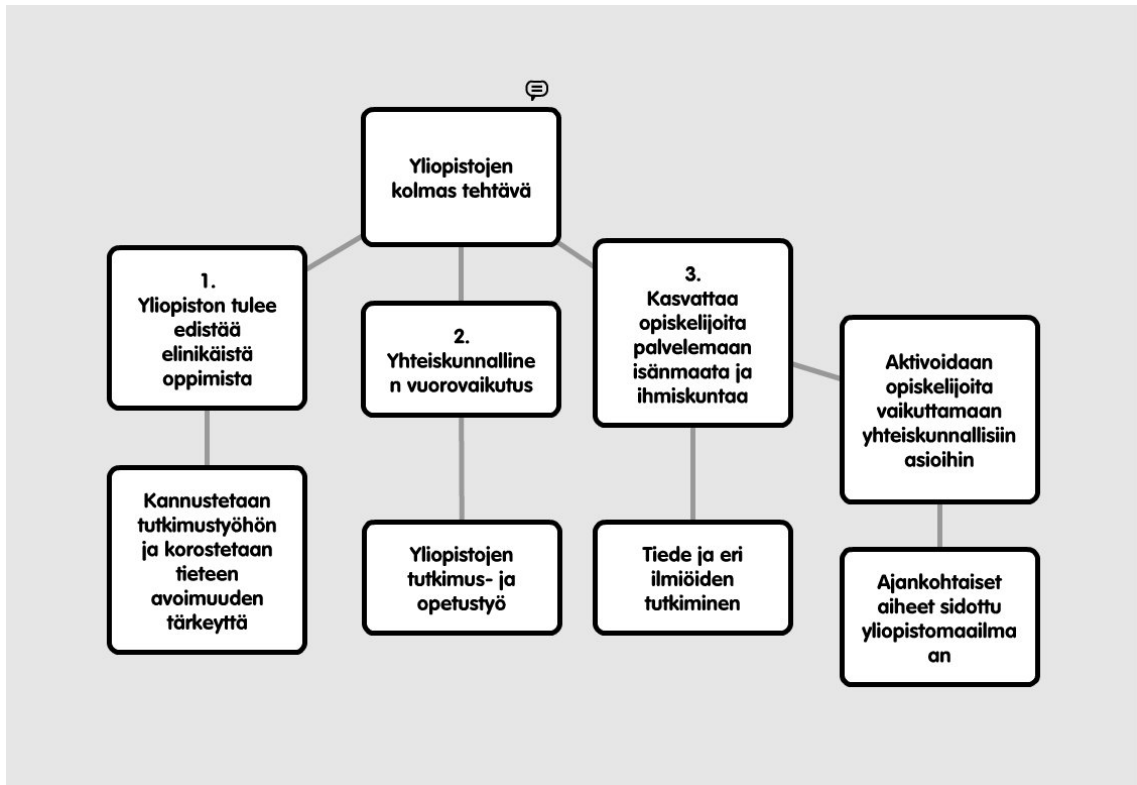 Yliopistojen
kolmas tehtävä
1.
Yliopiston tulee
edistää
elinikäistä
oppimista
2.
Yhteiskunnalline
n vuorovaikutus
3.
Kasvattaa
opiskelijoita
palvelemaan
isänmaata ja
ihmiskuntaa
Aktivoidaan
opiskelijoita
vaikuttamaan
yhteiskunnallisiin
asioihin
Kannustetaan
tutkimustyöhön
ja korostetaan
tieteen
avoimuuden
tärkeyttä
Yliopistojen
tutkimus- ja
opetustyö
Tiede ja eri
ilmiöiden
tutkiminen
Ajankohtaiset
aiheet sidottu
yliopistomaailma
an